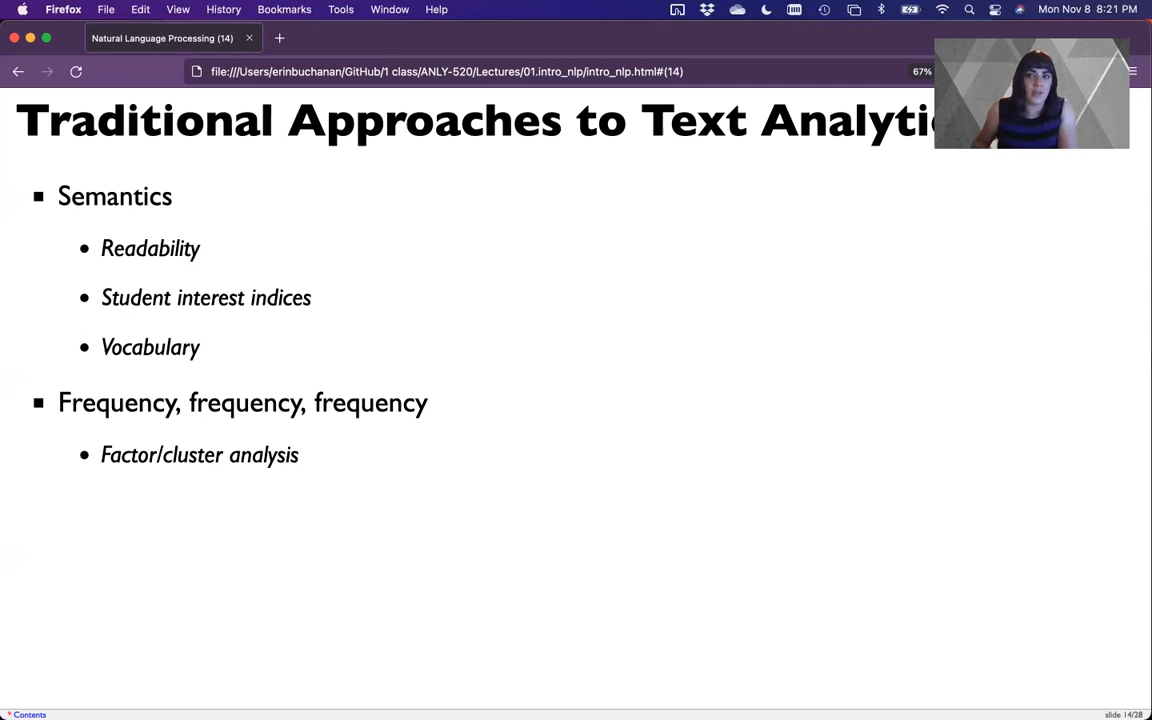 Firefox File Edit View History Bookmarks Tools Window Help Mon Nov 8 8:21 PM
Natural Language Processing (14)
file:///Users/erinbuchanan/GitHub/1 class/ANLY-520/Lectures/01.intro_nlp/intro_nlp.html#(14) 67%
Traditional Approaches to Text Analyti
Semantics
Readability
Student interest indices
Vocabulary
Frequency, frequency, frequency
Factor/cluster analysis
* Contents slide 14/28